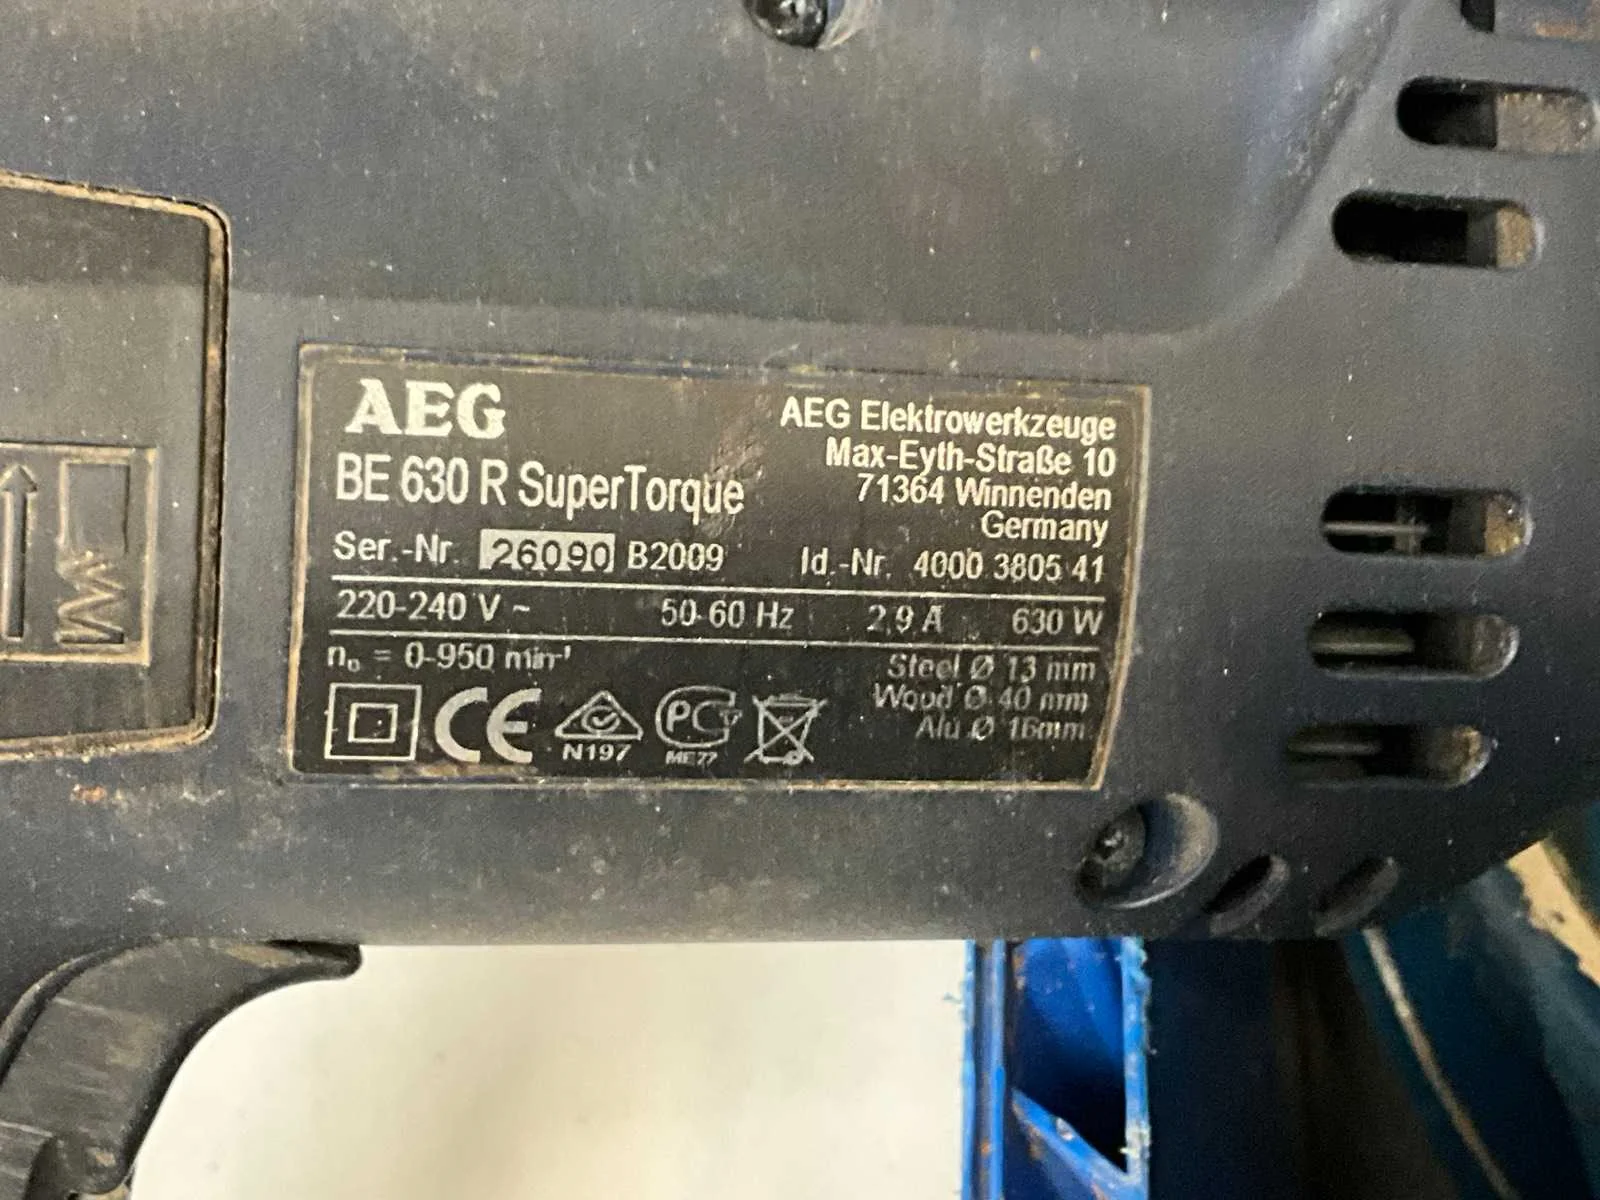 AEG
AEG Elektrowerkzeuge
Max-Eyth-Straße 10
71364 Winnenden
Germany
BE 630 R SuperTorque
Ser.-Nr. 26090 B2009
Id.-Nr. 4000 3805 41
220-240 V ~ 50-60 Hz 2,9 A 630 W
n₀ = 0-950 min⁻¹
Steel Ø 13 mm
Wood Ø 40 mm
Alu Ø 16mm
CE
N197
ME77